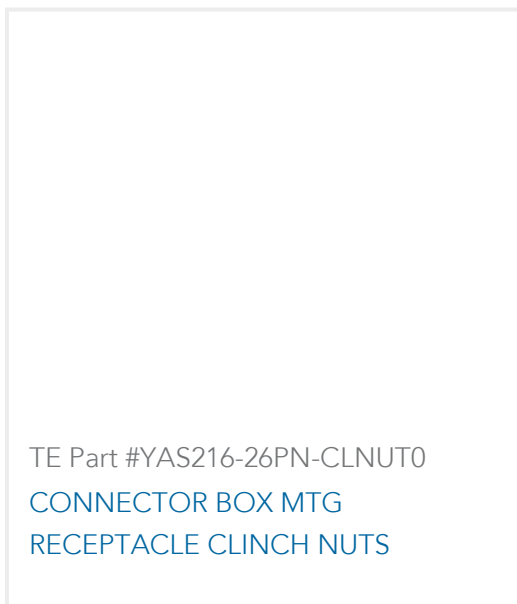 TE Part #YAS216-26PN-CLNUT0
CONNECTOR BOX MTG
RECEPTACLE CLINCH NUTS